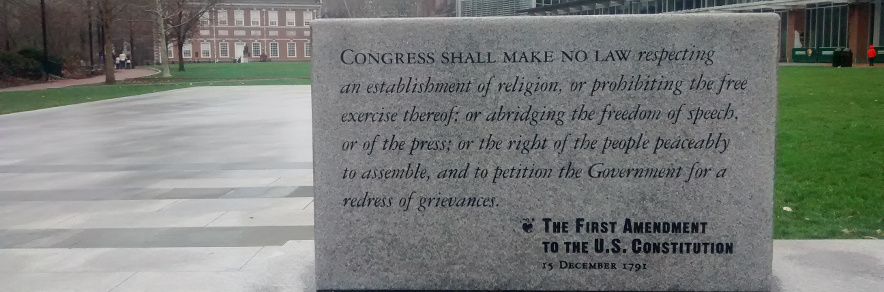 CONGRESS SHALL MAKE NO LAW respecting
an establishment of religion, or prohibiting the free
exercise thereof; or abridging the freedom of speech,
or of the press; or the right of the people peaceably
to assemble, and to petition the Government for a
redress of grievances.
THE FIRST AMENDMENT
TO THE U.S. CONSTITUTION
15 DECEMBER 1791